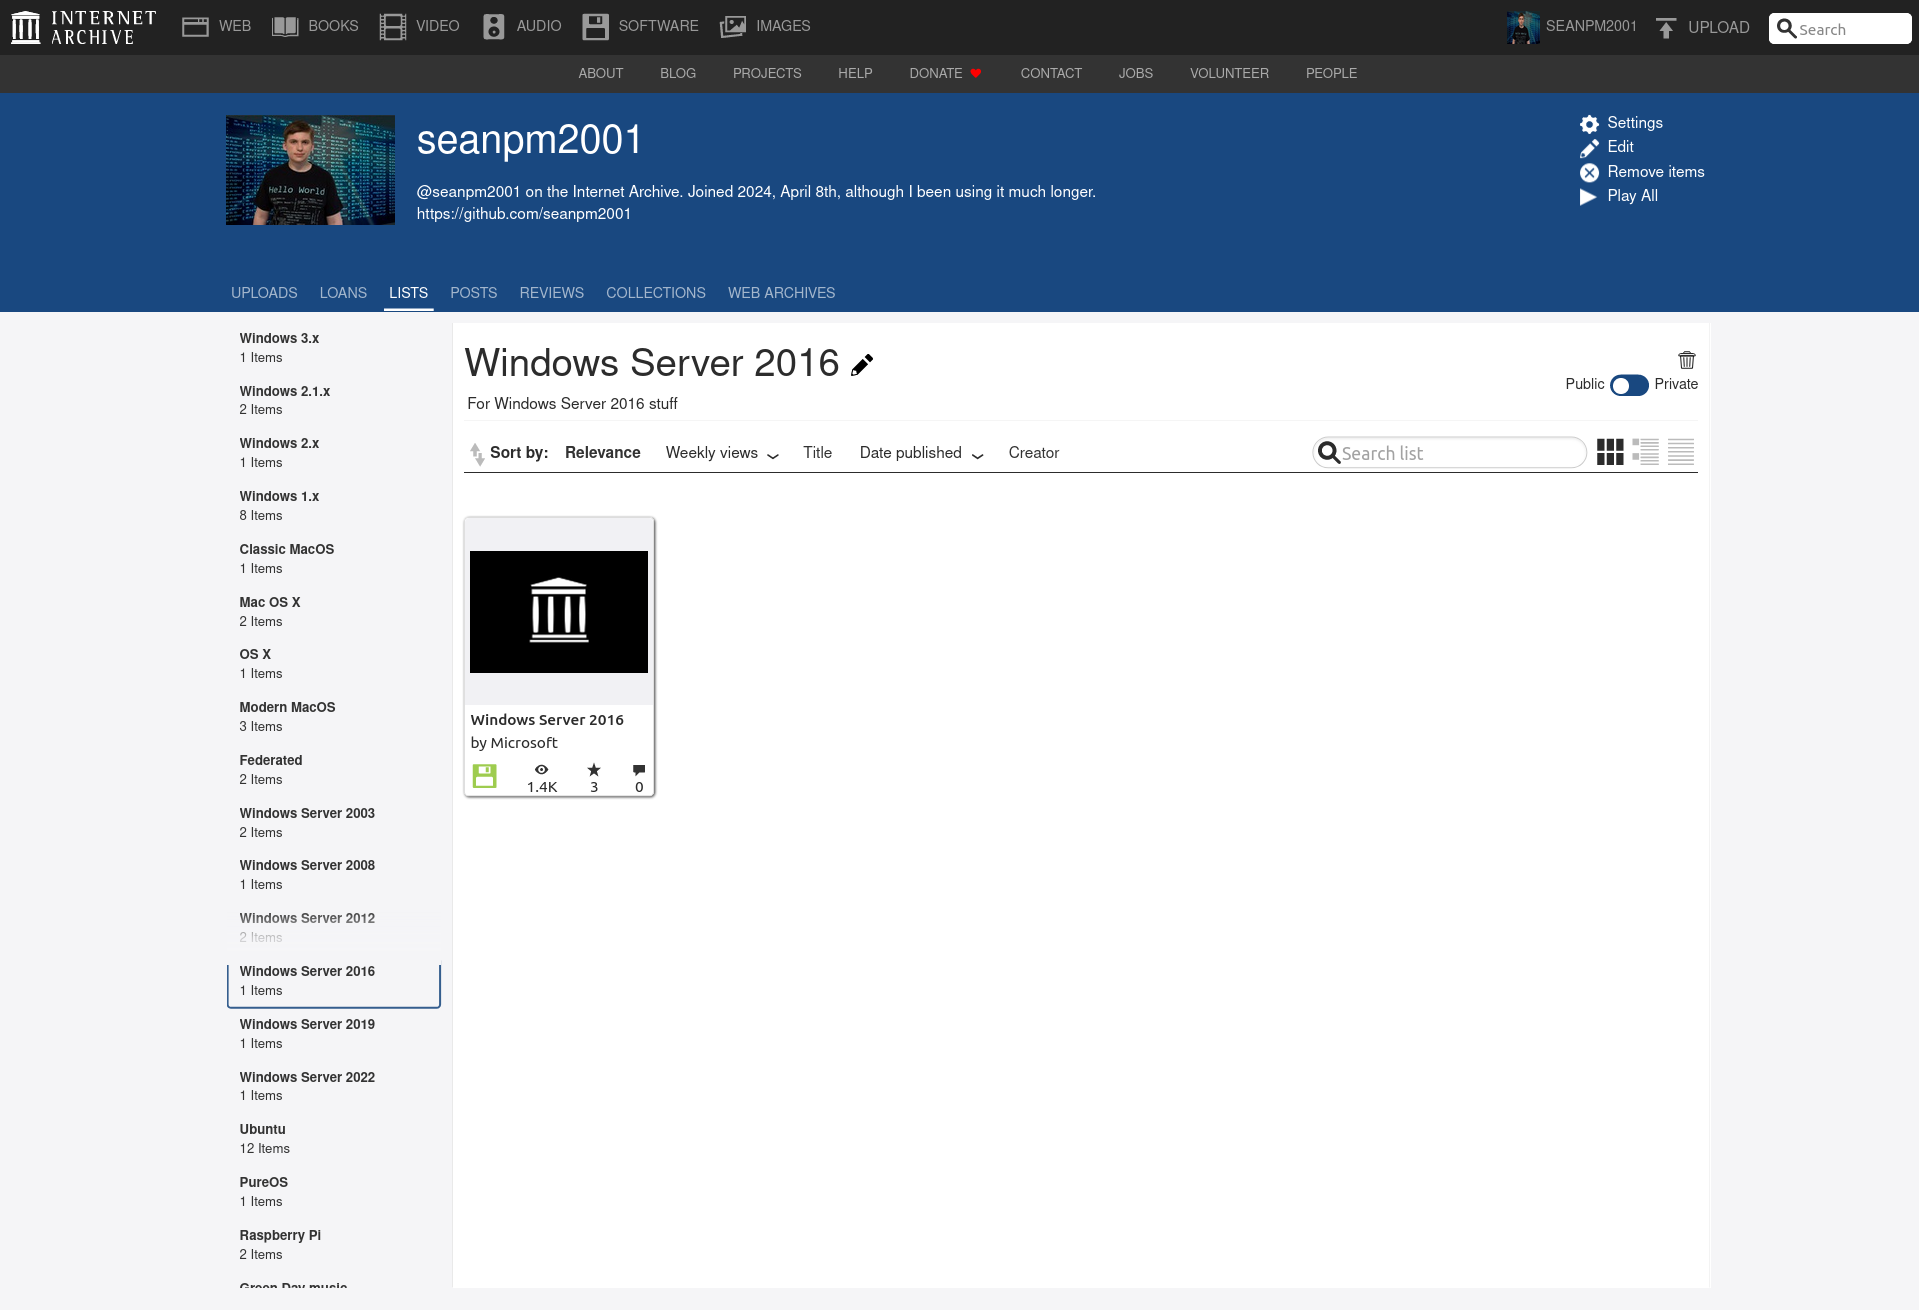 INTERNET ARCHIVE
WEB BOOKS VIDEO AUDIO SOFTWARE IMAGES
SEANPM2001 UPLOAD Search
ABOUT BLOG PROJECTS HELP DONATE CONTACT JOBS VOLUNTEER PEOPLE
Hello World
seanpm2001
@seanpm2001 on the Internet Archive. Joined 2024, April 8th, although I been using it much longer.
https://github.com/seanpm2001
Settings
Edit
Remove items
Play All
UPLOADS LOANS LISTS POSTS REVIEWS COLLECTIONS WEB ARCHIVES
Windows 3.x
1 Items
Windows 2.1.x
2 Items
Windows 2.x
1 Items
Windows 1.x
8 Items
Classic MacOS
1 Items
Mac OS X
2 Items
OS X
1 Items
Modern MacOS
3 Items
Federated
2 Items
Windows Server 2003
2 Items
Windows Server 2008
1 Items
Windows Server 2012
2 Items
Windows Server 2016
1 Items
Windows Server 2019
1 Items
Windows Server 2022
1 Items
Ubuntu
12 Items
PureOS
1 Items
Raspberry Pi
2 Items
Green Day music
Windows Server 2016
Public Private
For Windows Server 2016 stuff
Sort by: Relevance Weekly views Title Date published Creator
Search list
Windows Server 2016
by Microsoft
1.4K 3 0